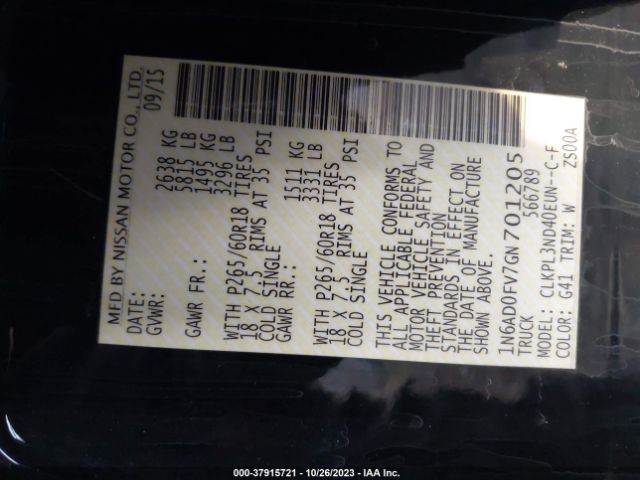 MFD BY NISSAN MOTOR CO., LTD.
DATE: 09/15
GVWR: 2638 KG
5815 LB
GAWR FR.: 1495 KG
3296 LB
WITH P265/60R18 TIRES
18 X 7.5 RIMS AT 35 PSI
COLD SINGLE
GAWR RR.: 1511 KG
3331 LB
WITH P265/60R18 TIRES
18 X 7.5 RIMS AT 35 PSI
COLD SINGLE
THIS VEHICLE CONFORMS TO
ALL APPLICABLE FEDERAL
MOTOR VEHICLE SAFETY AND
THEFT PREVENTION
STANDARDS IN EFFECT ON
THE DATE OF MANUFACTURE
SHOWN ABOVE.
1N6AD0FV7GN701205
TRUCK 566789
MODEL: CLKPL3ND40EUN--C-F
COLOR: G41 TRIM: W ZS00A
000-37915721 - 10/26/2023 - IAA Inc.